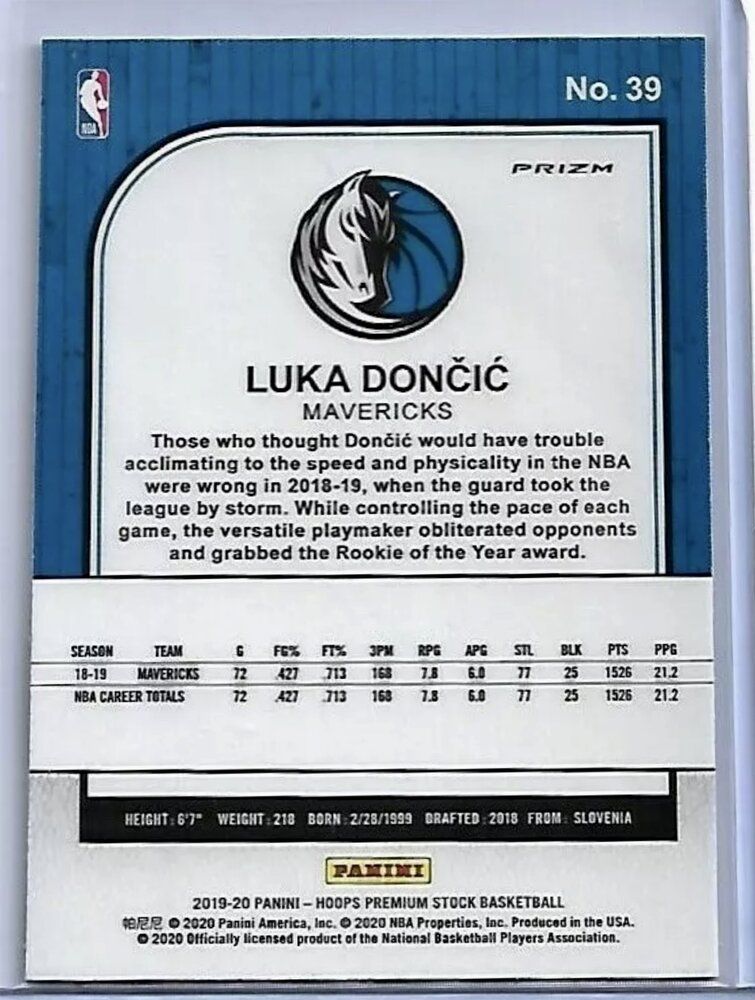 No. 39
NBA
PRIZM
LUKA DONČIĆ
MAVERICKS
Those who thought Dončić would have trouble
acclimating to the speed and physicality in the NBA
were wrong in 2018-19, when the guard took the
league by storm. While controlling the pace of each
game, the versatile playmaker obliterated opponents
and grabbed the Rookie of the Year award.
SEASON TEAM G FG% FT% 3PM RPG APG STL BLK PTS PPG
18-19 MAVERICKS 72 .427 .713 168 7.8 6.0 77 25 1526 21.2
NBA CAREER TOTALS 72 .427 .713 168 7.8 6.0 77 25 1526 21.2
HEIGHT: 6'7" WEIGHT: 218 BORN: 2/28/1999 DRAFTED: 2018 FROM: SLOVENIA
PANINI
2019-20 PANINI – HOOPS PREMIUM STOCK BASKETBALL
帕尼尼 © 2020 Panini America, Inc. © 2020 NBA Properties, Inc. Produced in the USA.
© 2020 Officially licensed product of the National Basketball Players Association.